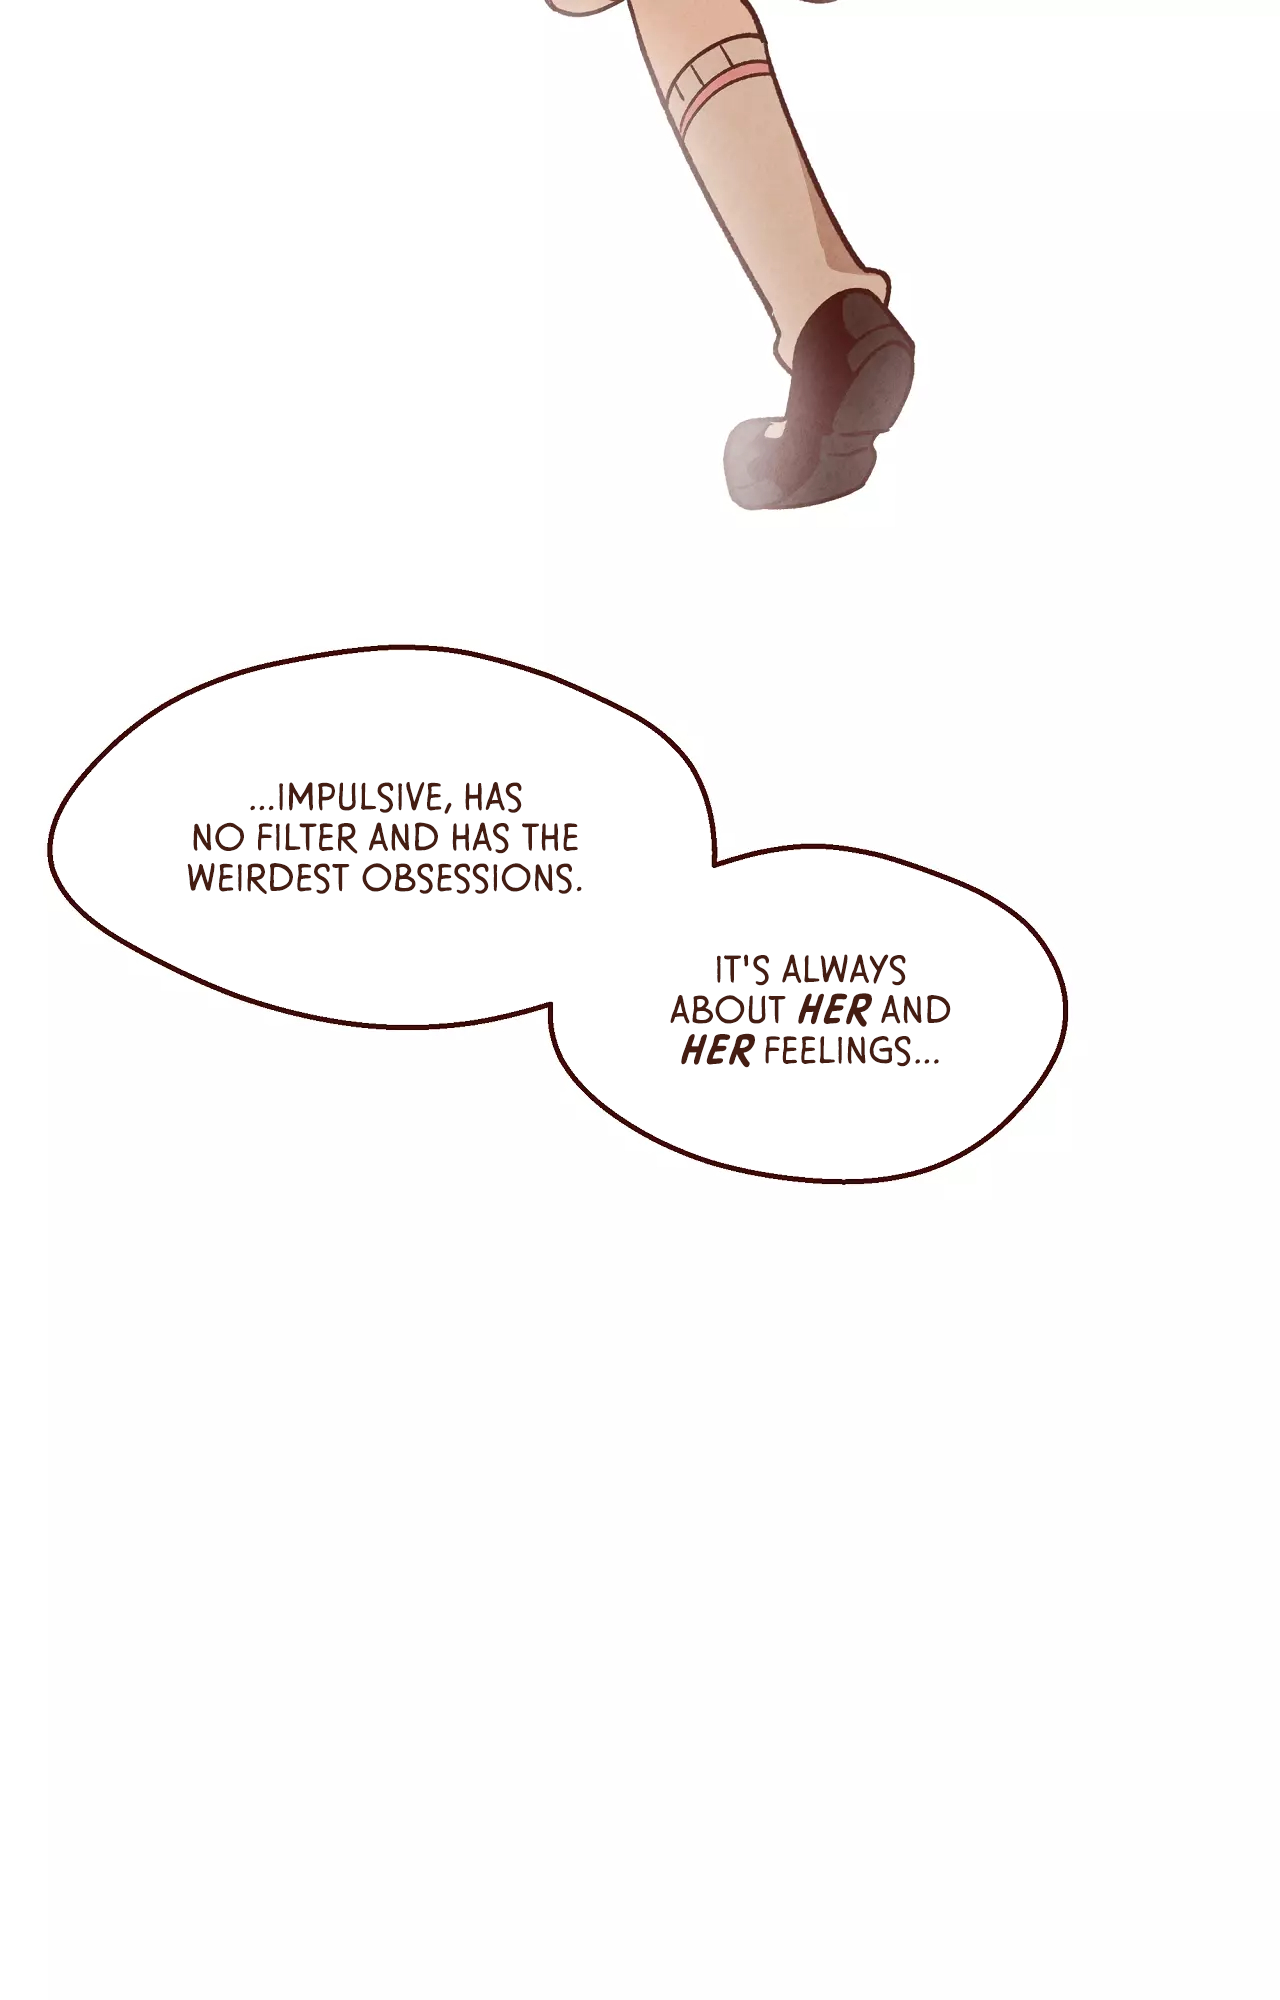 ...IMPULSIVE, HAS
NO FILTER AND HAS THE
WEIRDEST OBSESSIONS.
IT'S ALWAYS
ABOUT HER AND
HER FEELINGS...